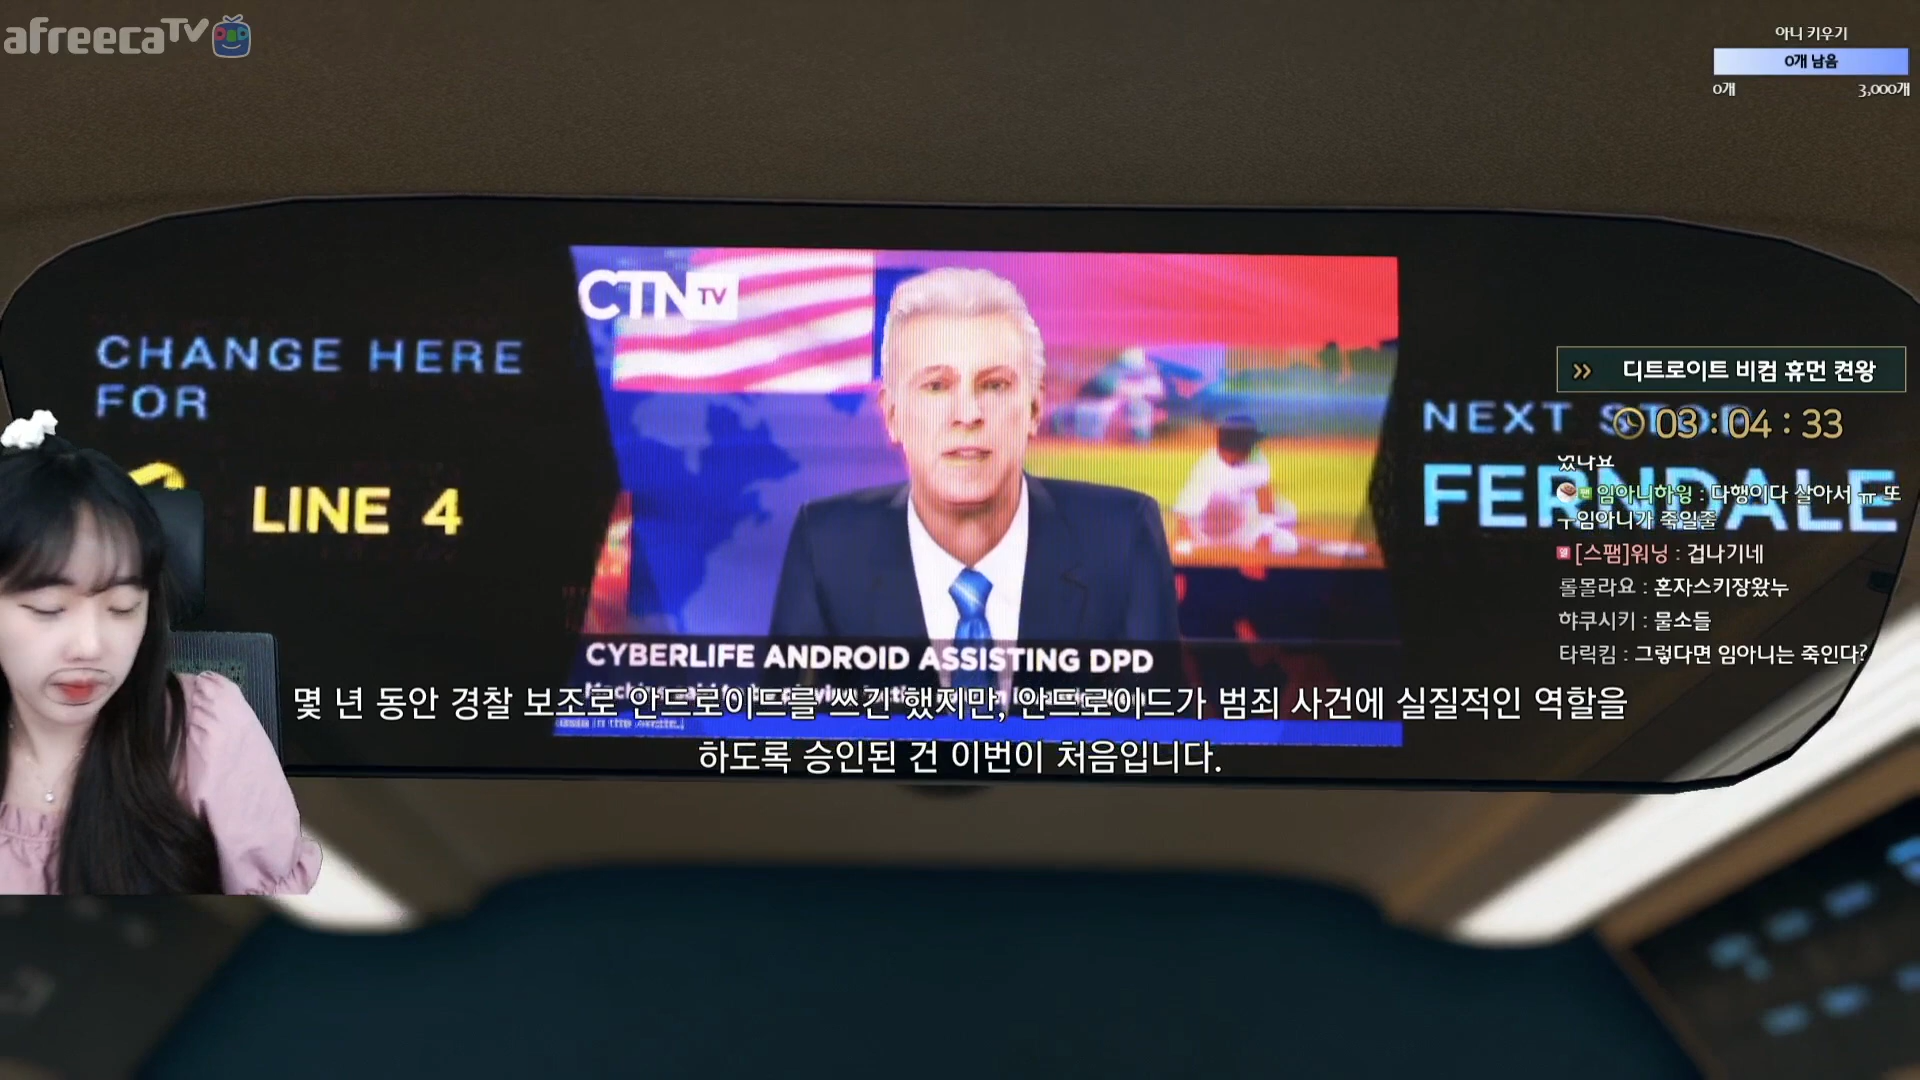 afreecaTV
아니 키우기
0개 남음
0개
3,000개
CTN TV
CHANGE HERE
FOR
LINE 4
디트로이트 비컴 휴먼 켠왕
NEXT STOP
03:04:33
FERNDALE
았나요
임아니하윙 : 다행이다 살아서 ㅠ 또
ㅜ임아니가 죽일줄
[스팸]워닝 : 겁나기네
롤몰라요 : 혼자스키장왔누
햐쿠시키 : 물소들
타릭킴 : 그렇다면 임아니는 죽인다?
CYBERLIFE ANDROID ASSISTING DPD
몇 년 동안 경찰 보조로 안드로이드를 쓰긴 했지만, 안드로이드가 범죄 사건에 실질적인 역할을
하도록 승인된 건 이번이 처음입니다.